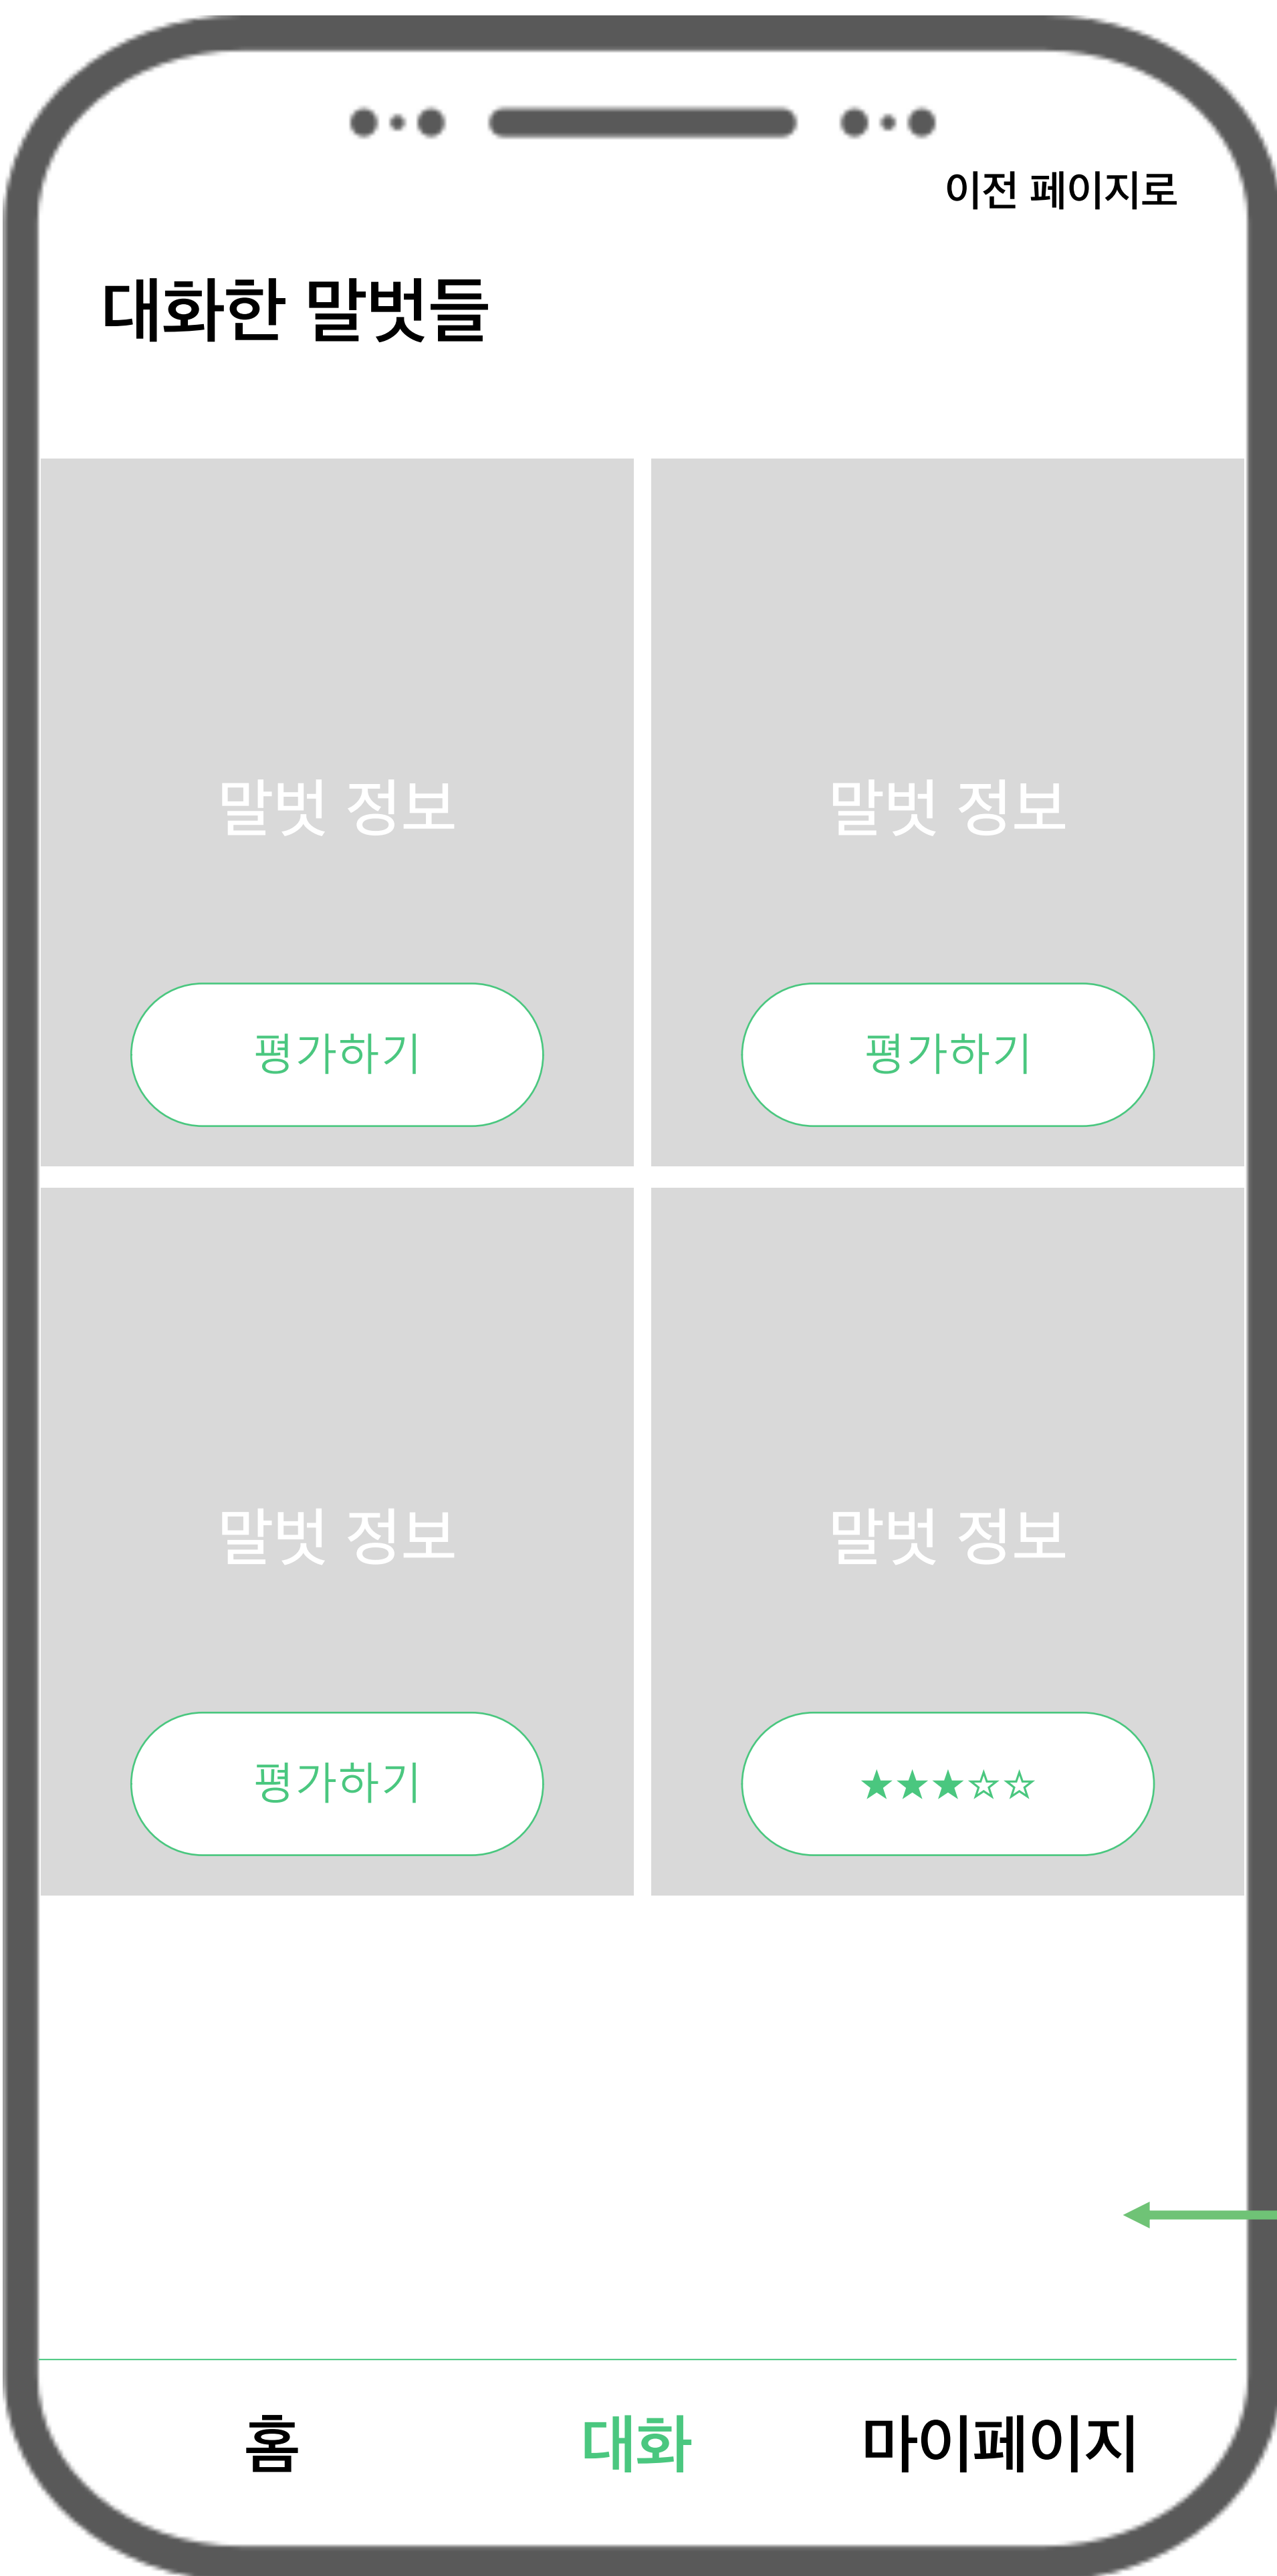 이전 페이지로
대화한 말벗들
말벗 정보
말벗 정보
평가하기
평가하기
말벗 정보
말벗 정보
평가하기
★★★☆☆
홈
대화
마이페이지